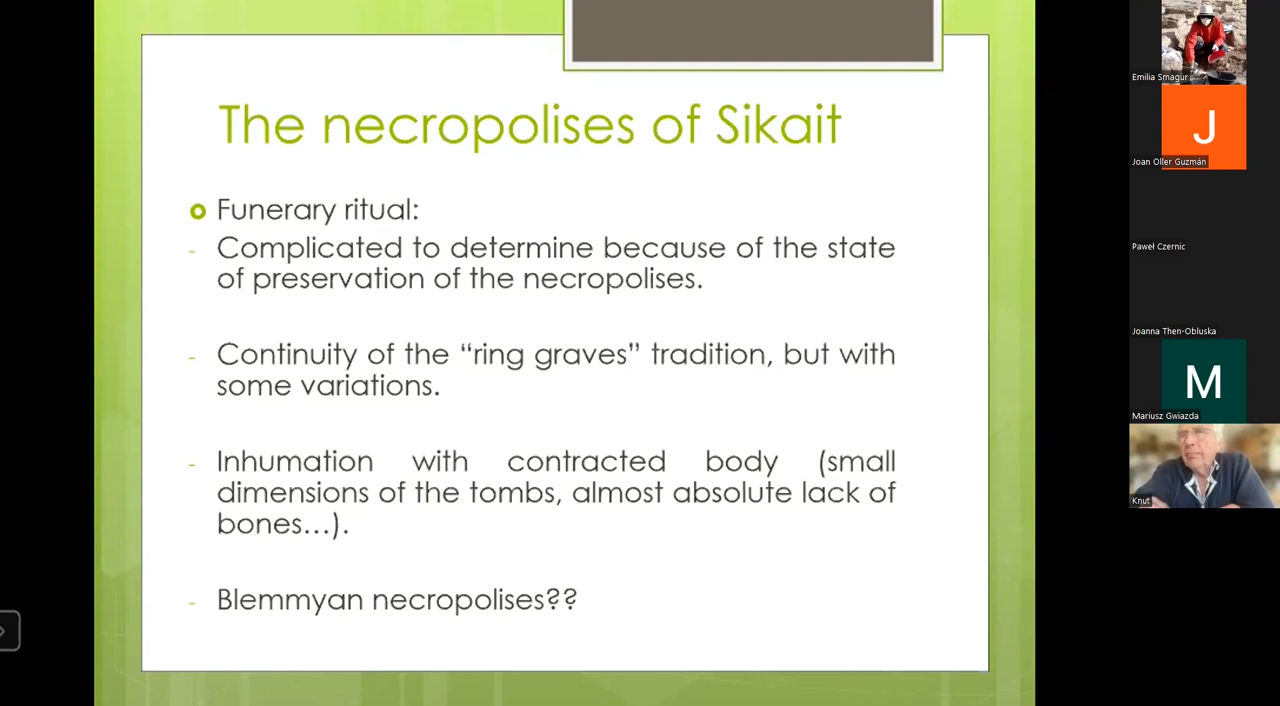 The necropolises of Sikait
Funerary ritual:
- Complicated to determine because of the state
of preservation of the necropolises.
- Continuity of the “ring graves” tradition, but with
some variations.
- Inhumation with contracted body (small
dimensions of the tombs, almost absolute lack of
bones…).
- Blemmyan necropolises??
Emilia Smagur
J
Joan Oller Guzmán
Paweł Czernic
Joanna Then-Obluska
M
Mariusz Gwiazda
Knut